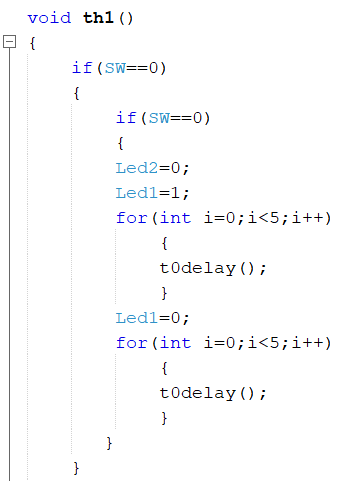 void th1()
{
if(SW==0)
{
if(SW==0)
{
Led2=0;
Led1=1;
for(int i=0;i<5;i++)
{
t0delay();
}
Led1=0;
for(int i=0;i<5;i++)
{
t0delay();
}
}
}